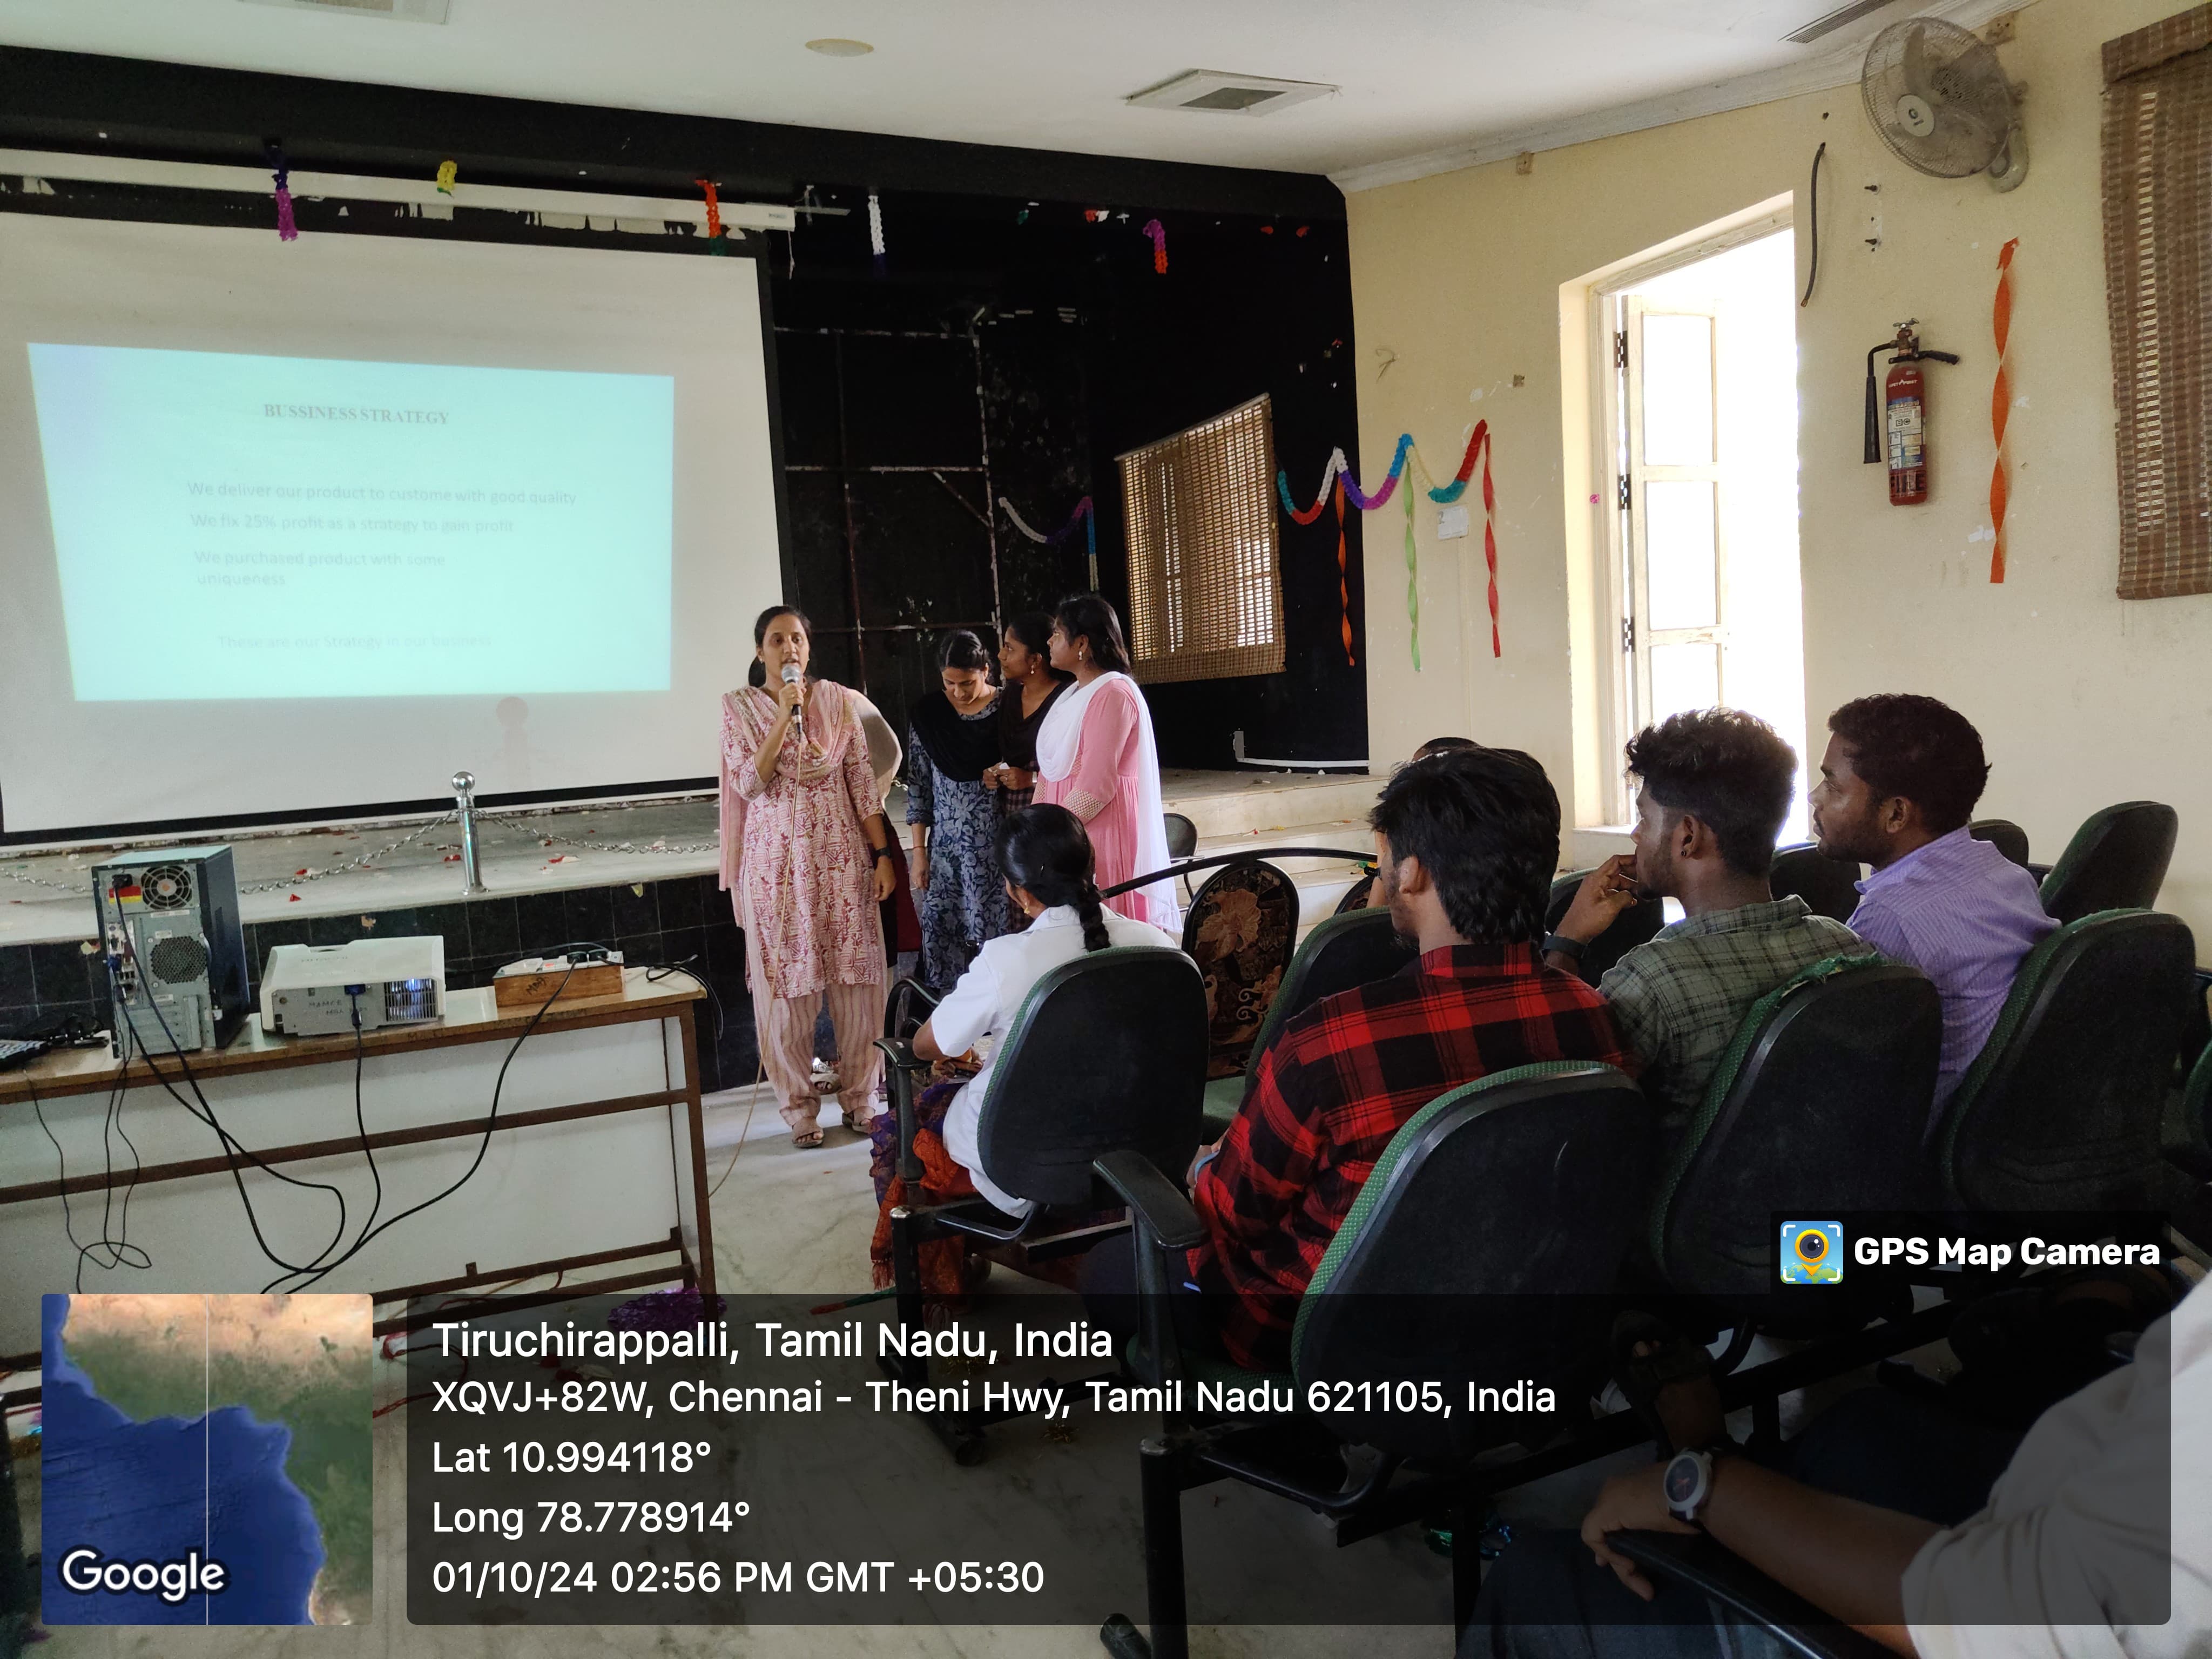 BUSSINESS STRATEGY
We deliver our product to custome with good quality
We fix 25% profit as a strategy to gain profit
We purchased product with some
uniqueness
These are our Strategy in our business
GPS Map Camera
Tiruchirappalli, Tamil Nadu, India
XQVJ+82W, Chennai - Theni Hwy, Tamil Nadu 621105, India
Lat 10.994118°
Long 78.778914°
01/10/24 02:56 PM GMT +05:30
Google